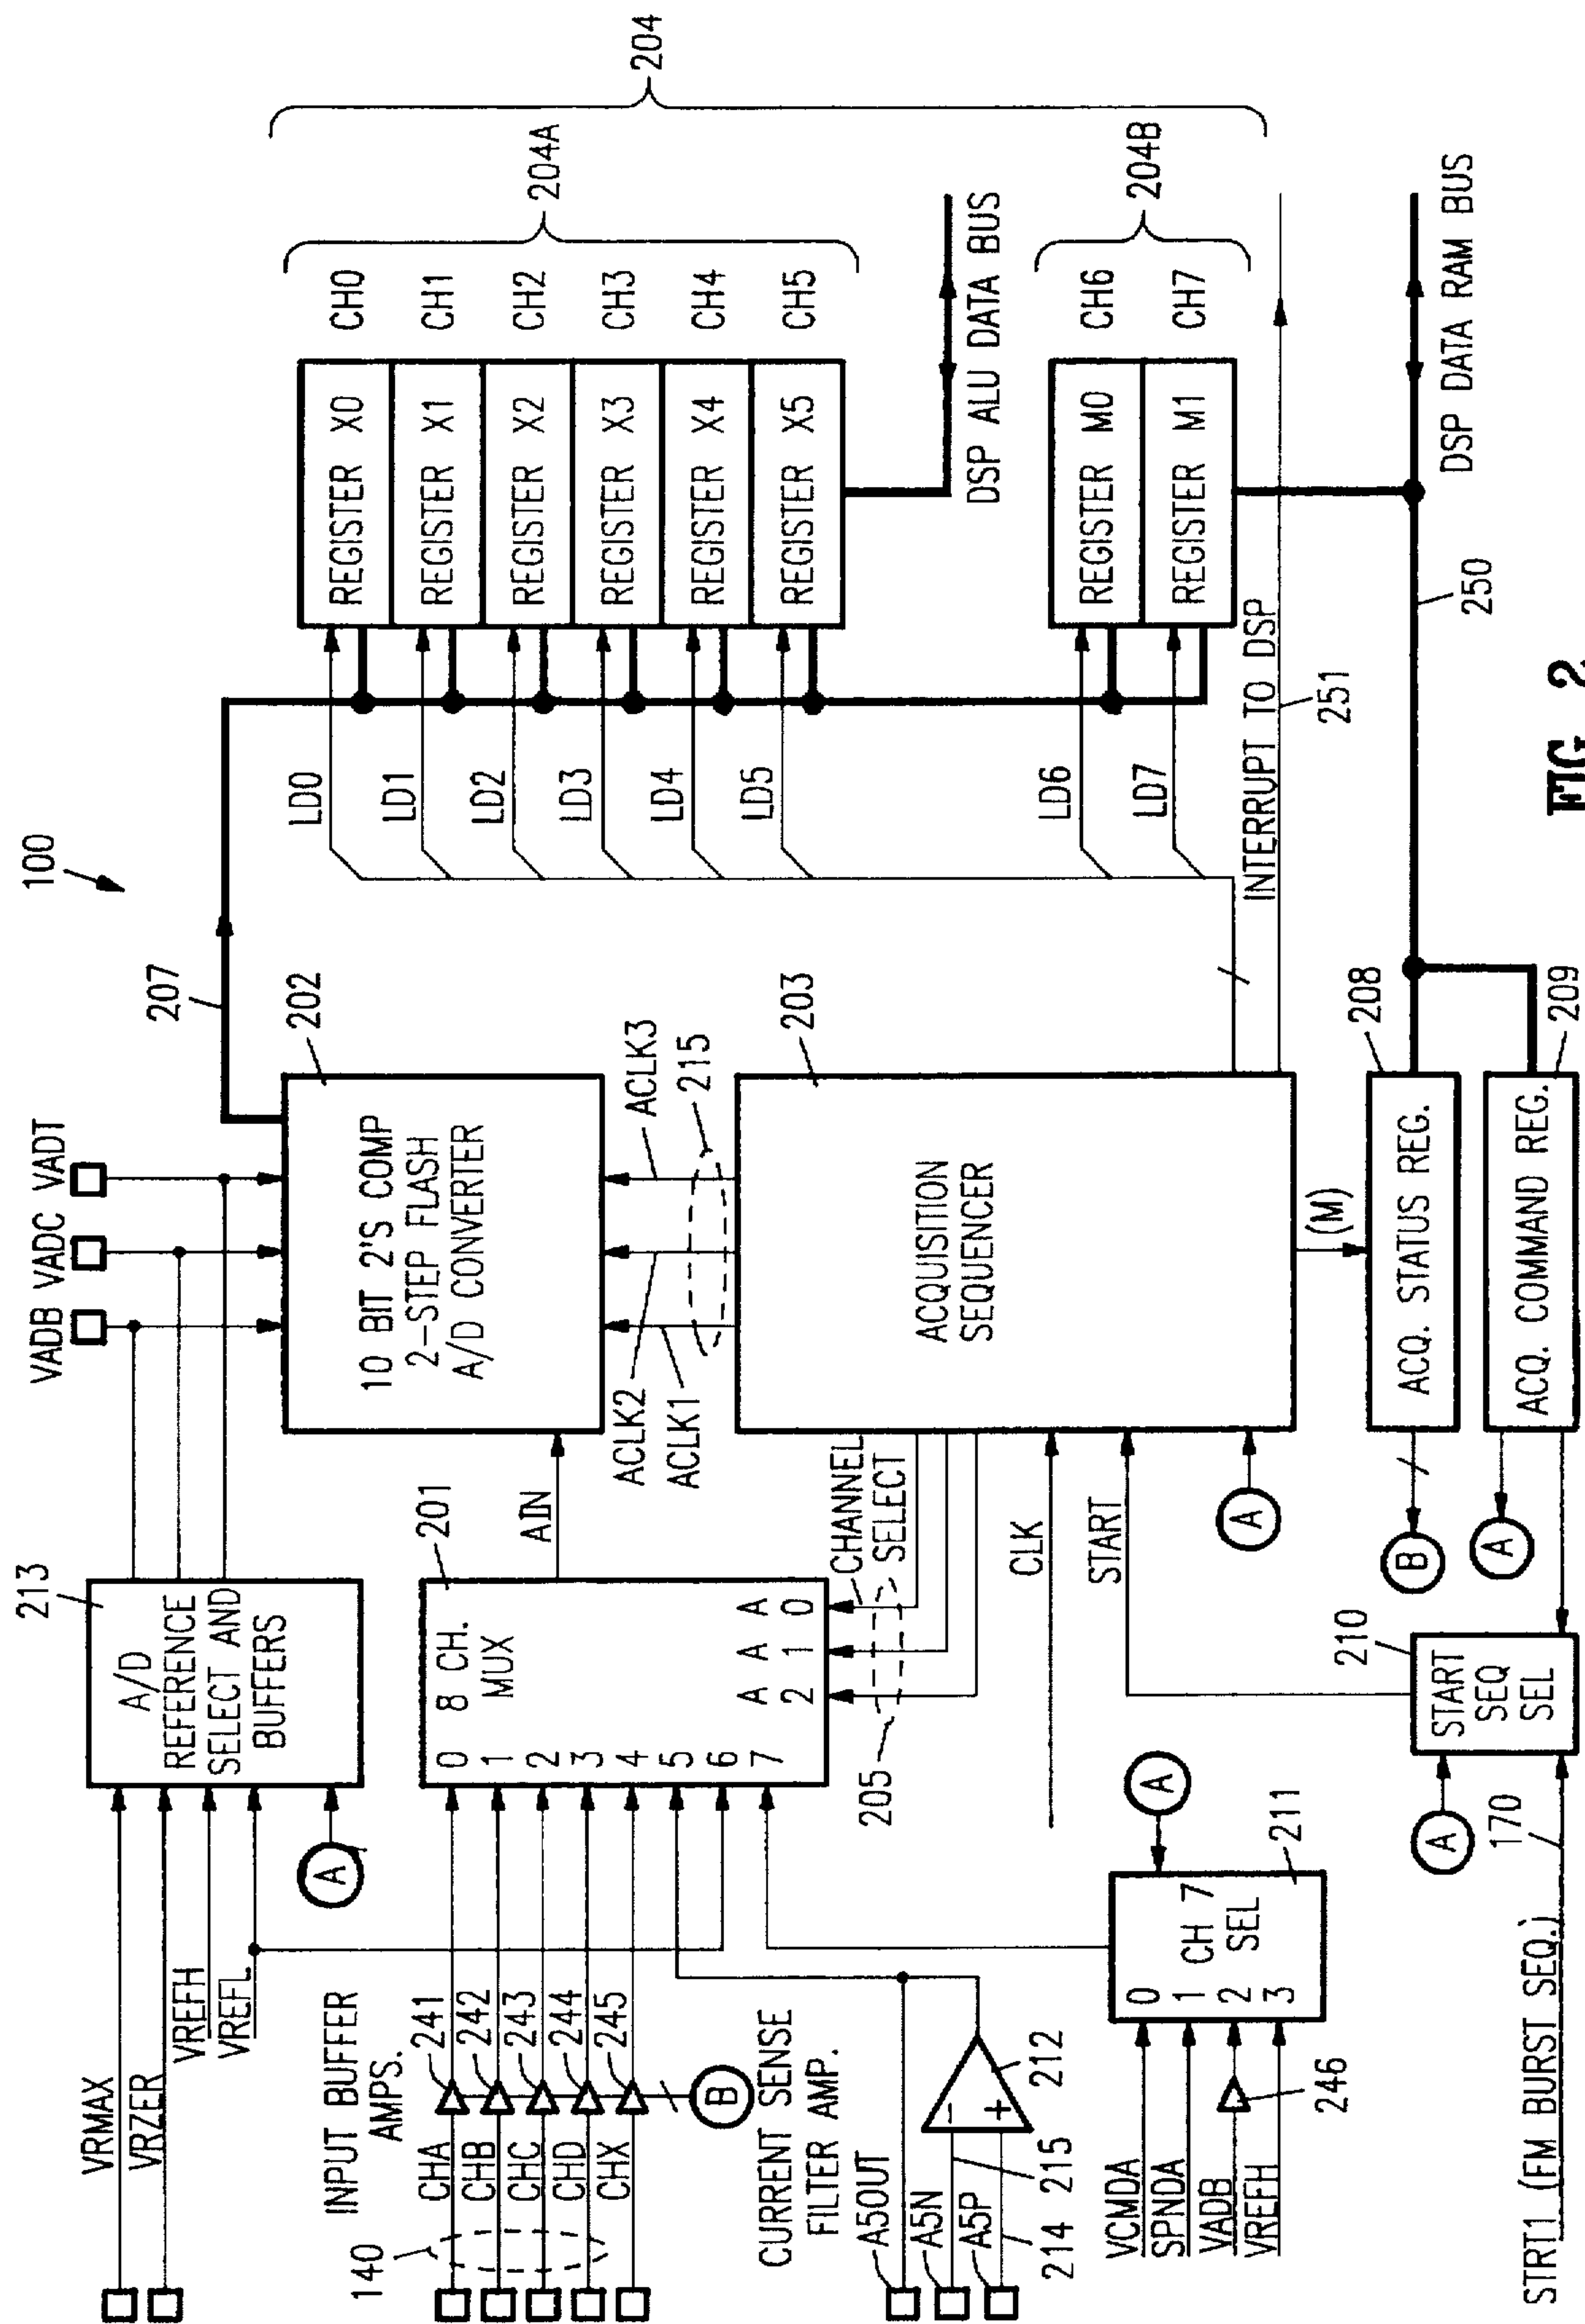 100
VRMAX
VRZER
VREFH
VREFL
A
213
A/D
REFERENCE
SELECT AND
BUFFERS
VADB VADC VADT
207
202
10 BIT 2'S COMP
2-STEP FLASH
A/D CONVERTER
INPUT BUFFER
AMPS.
140
CHA
CHB
CHC
CHD
CHX
241
242
243
244
245
B
201
8 CH.
MUX
0
1
2
3
4
5
6
7
A A A
2 1 0
AIN
205
CHANNEL
SELECT
ACLK2
ACLK1
ACLK3
215
203
ACQUISITION
SEQUENCER
CURRENT SENSE
FILTER AMP.
A5OUT
A5N
A5P
214
215
212
CLK
START
A
VCMDA
SPNDA
VADB
VREFH
246
0
1
2
3
CH 7
SEL
211
A
STRT1 (FM BURST SEQ.)
170
A
210
START
SEQ
SEL
(M)
B
A
208
ACQ. STATUS REG.
ACQ. COMMAND REG.
209
LD0
LD1
LD2
LD3
LD4
LD5
LD6
LD7
REGISTER X0
REGISTER X1
REGISTER X2
REGISTER X3
REGISTER X4
REGISTER X5
REGISTER M0
REGISTER M1
CH0
CH1
CH2
CH3
CH4
CH5
CH6
CH7
204A
204B
204
DSP ALU DATA BUS
INTERRUPT TO DSP
251
250
DSP DATA RAM BUS
FIG. 2